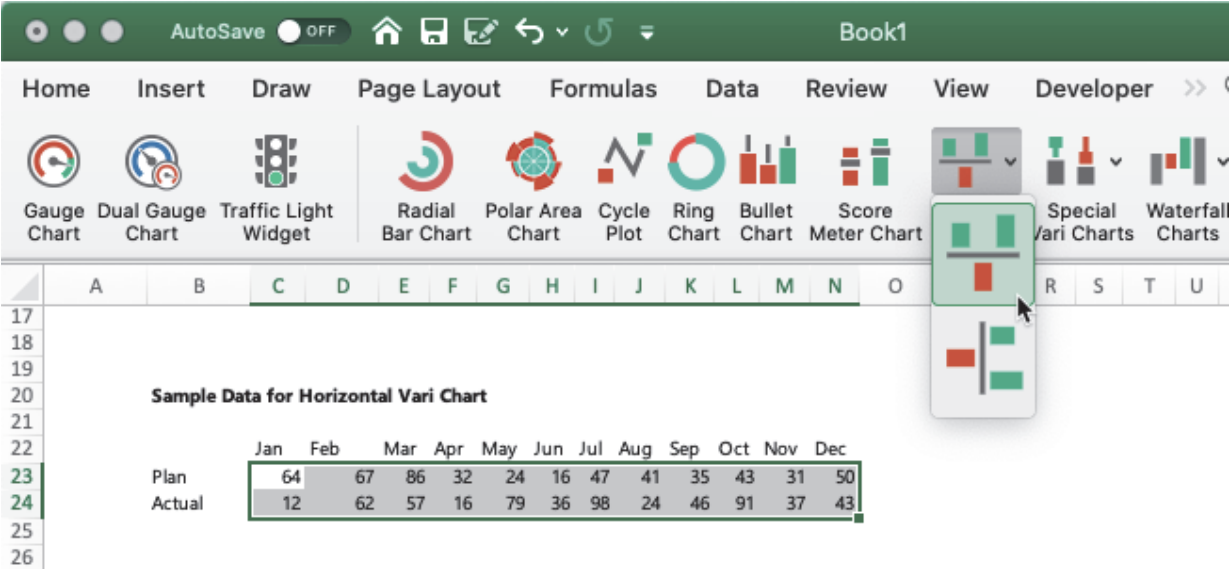 AutoSave OFF Book1
Home Insert Draw Page Layout Formulas Data Review View Developer
Gauge Chart
Dual Gauge Chart
Traffic Light Widget
Radial Bar Chart
Polar Area Chart
Cycle Plot
Ring Chart
Bullet Chart
Score Meter Chart
Special Vari Charts
Waterfall Charts
A B C D E F G H I J K L M N O R S T U
17
18
19
20 Sample Data for Horizontal Vari Chart
21
22 Jan Feb Mar Apr May Jun Jul Aug Sep Oct Nov Dec
23 Plan 64 67 86 32 24 16 47 41 35 43 31 50
24 Actual 12 62 57 16 79 36 98 24 46 91 37 43
25
26